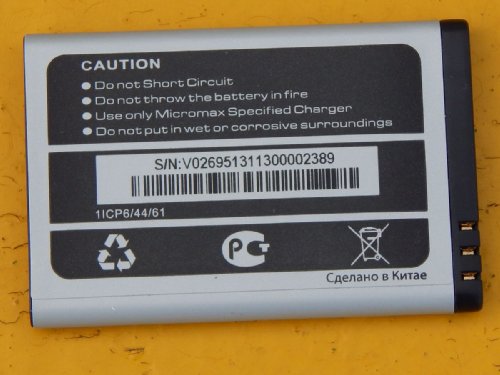 CAUTION
● Do not Short Circuit
● Do not throw the battery in fire
● Use only Micromax Specified Charger
● Do not put in wet or corrosive surroundings
S/N:V026951311300002389
1ICP6/44/61
Сделано в Китае